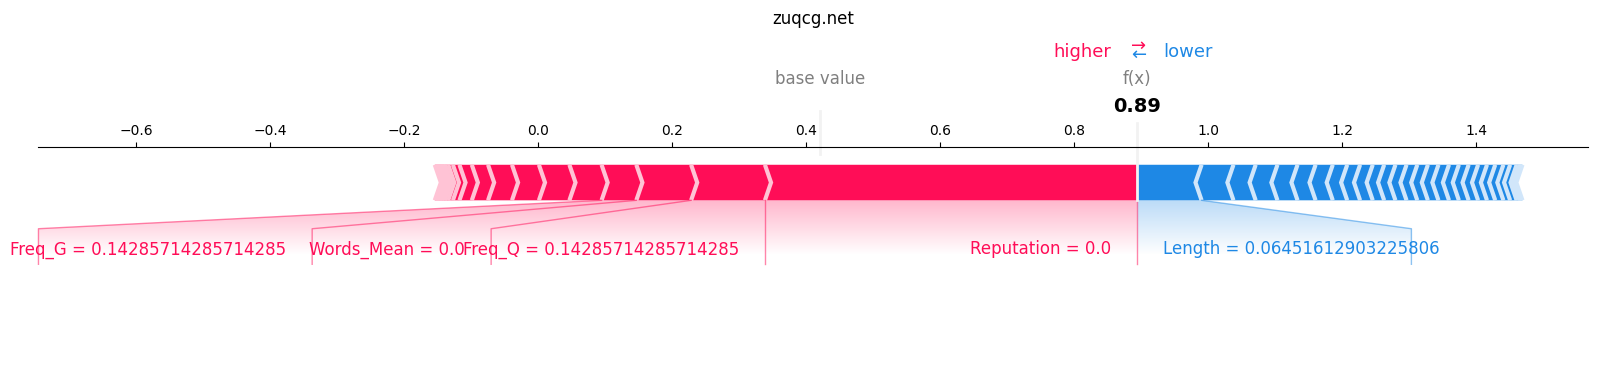 zuqcg.net
higher ⇄ lower
base value f(x)
0.89
−0.6 −0.4 −0.2 0.0 0.2 0.4 0.6 0.8 1.0 1.2 1.4
Freq_G = 0.14285714285714285 Words_Mean = 0.0 Freq_Q = 0.14285714285714285 Reputation = 0.0 Length = 0.06451612903225806